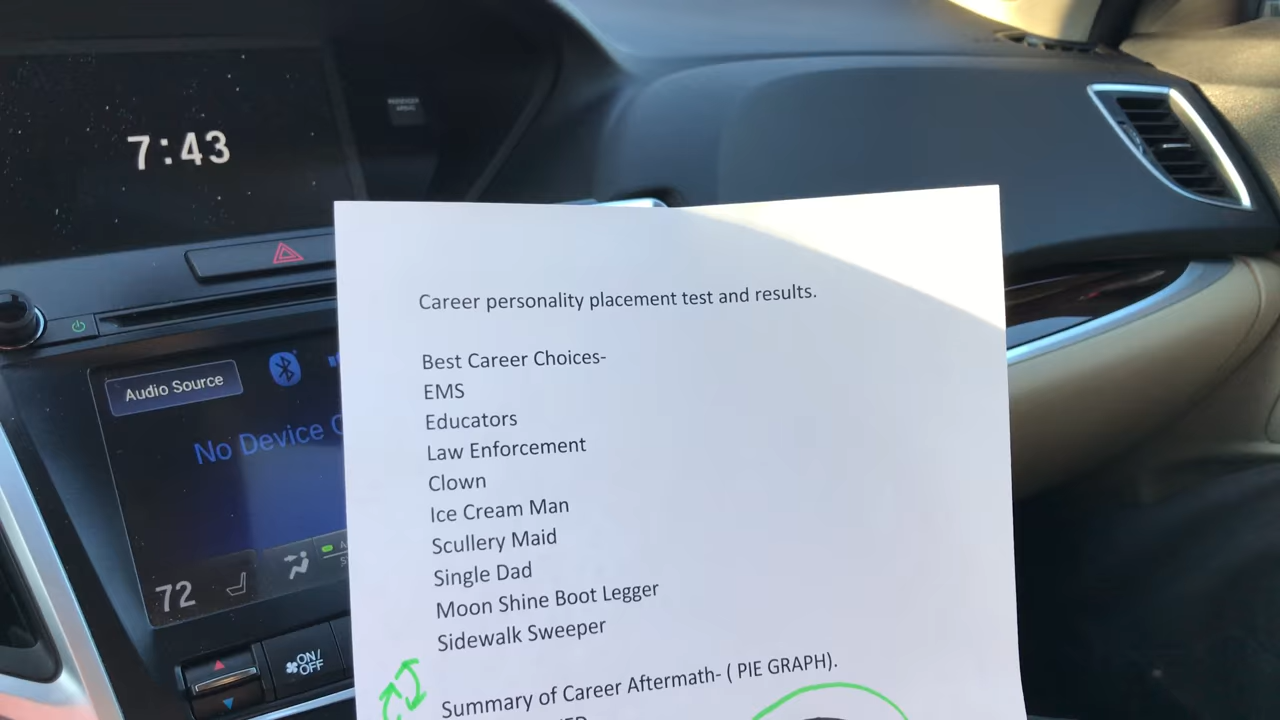 7:43
Audio Source
No Device
72
ON/
OFF
Career personality placement test and results.
Best Career Choices-
EMS
Educators
Law Enforcement
Clown
Ice Cream Man
Scullery Maid
Single Dad
Moon Shine Boot Legger
Sidewalk Sweeper
Summary of Career Aftermath- ( PIE GRAPH).